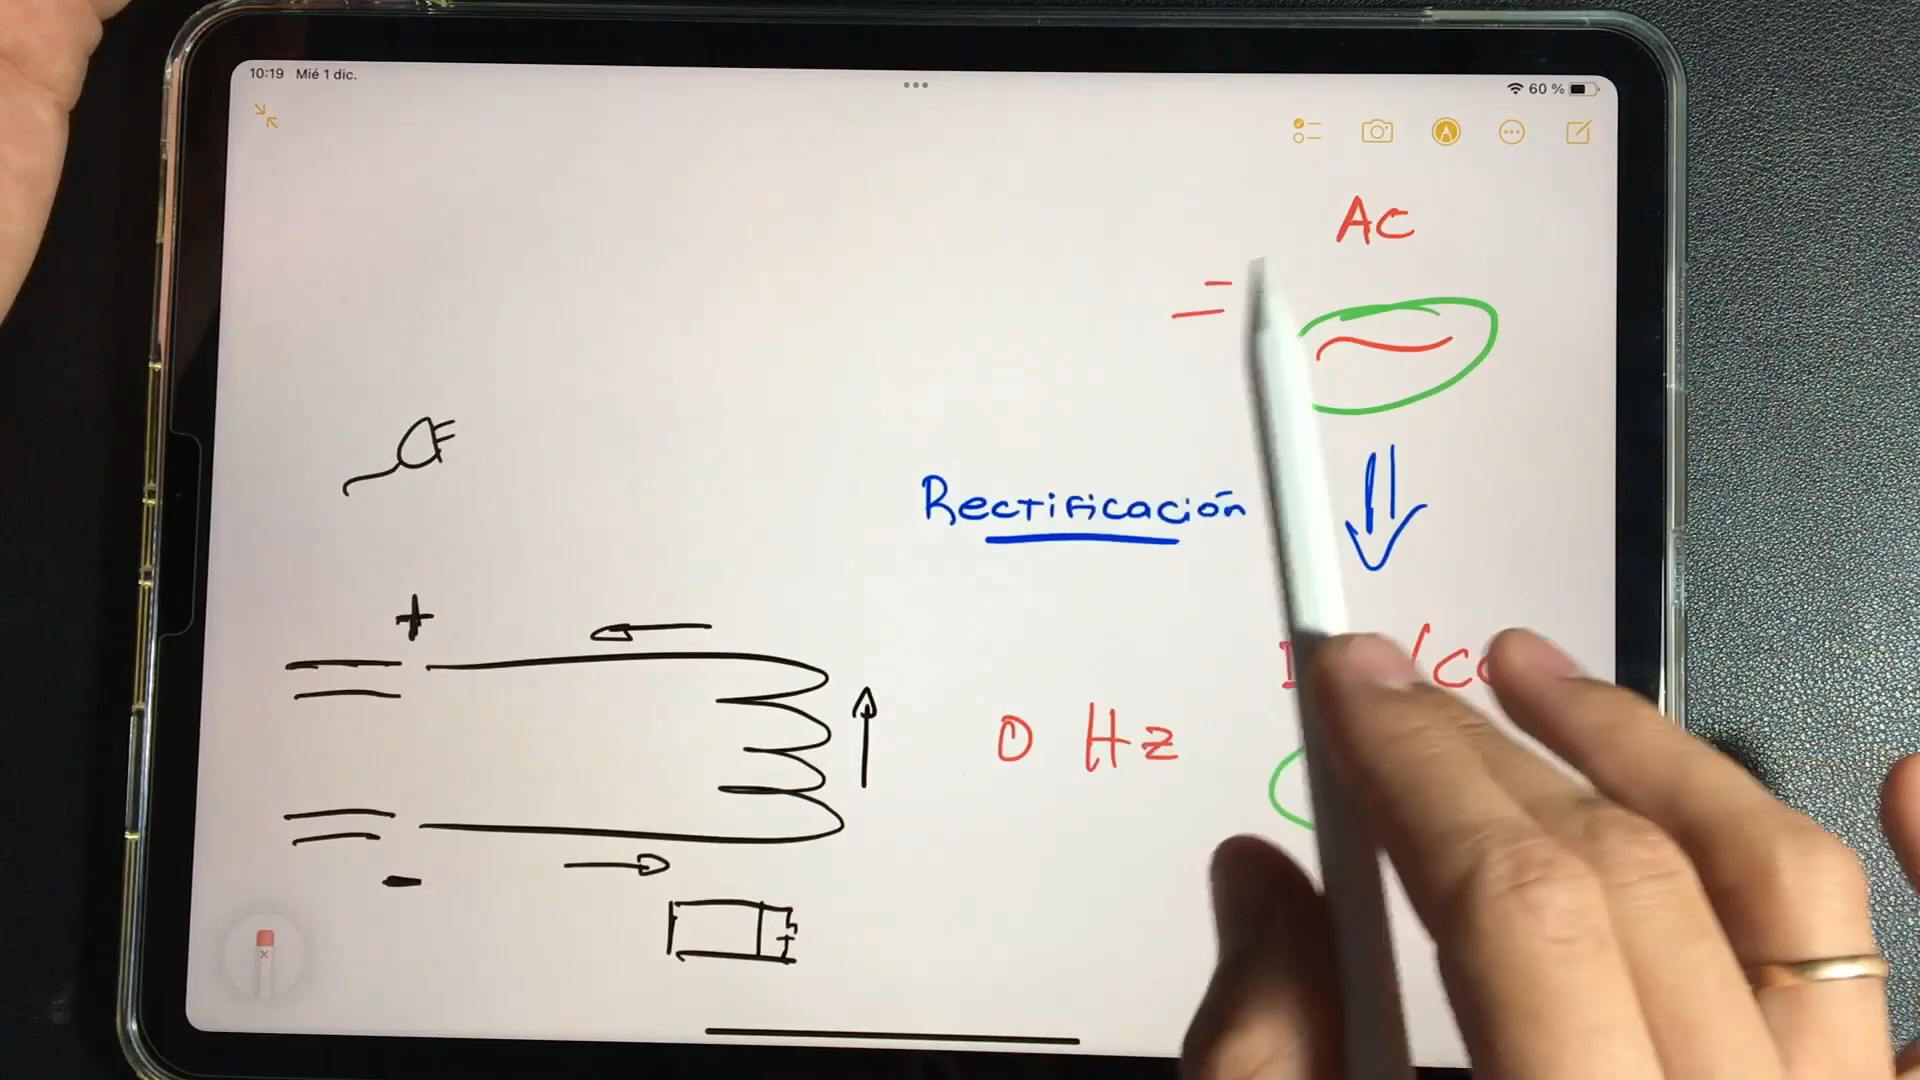 10:19 Mié 1 dic.
60 %
AC
Rectificación
+
0 Hz
-